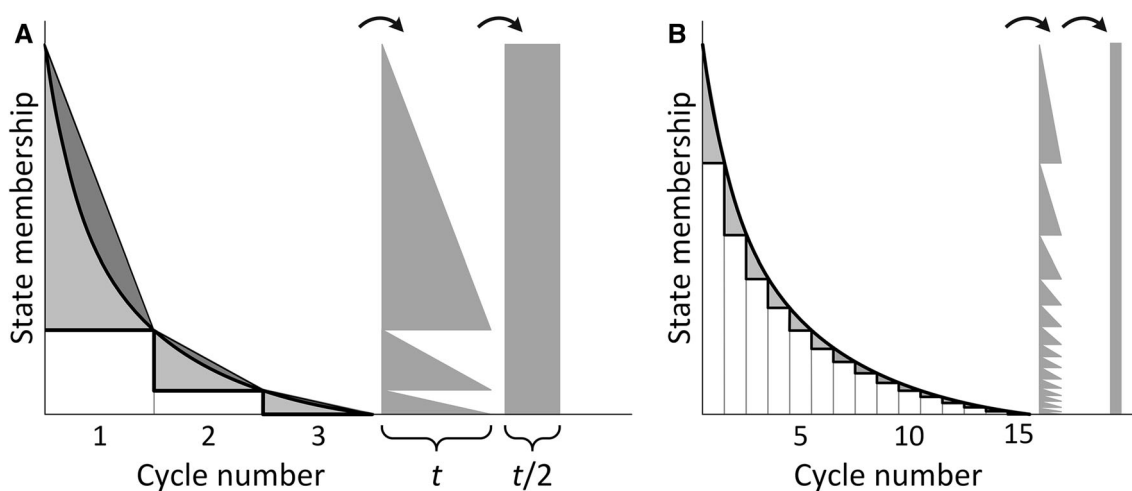 A
State membership
1 2 3
Cycle number
t
t/2
B
State membership
5 10 15
Cycle number